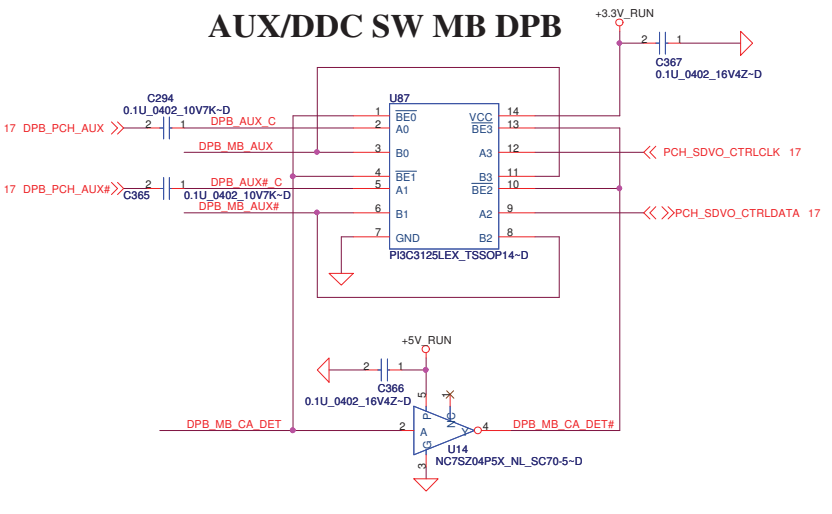 AUX/DDC SW MB DPB
+3.3V_RUN
2 1
C367
0.1U_0402_16V4Z~D
C294
0.1U_0402_10V7K~D
U87
17 DPB_PCH_AUX 2 1 DPB_AUX_C
1 BE0 VCC 14
2 A0 BE3 13
DPB_MB_AUX 3 B0 A3 12 PCH_SDVO_CTRLCLK 17
4 BE1 B3 11
17 DPB_PCH_AUX# 2 1 DPB_AUX#_C 5 A1 BE2 10
C365 0.1U_0402_10V7K~D
DPB_MB_AUX# 6 B1 A2 9 PCH_SDVO_CTRLDATA 17
7 GND B2 8
PI3C3125LEX_TSSOP14~D
+5V_RUN
2 1
C366
0.1U_0402_16V4Z~D
5 1
P NC
DPB_MB_CA_DET 2 A Y 4 DPB_MB_CA_DET#
G
3
U14
NC7SZ04P5X_NL_SC70-5~D